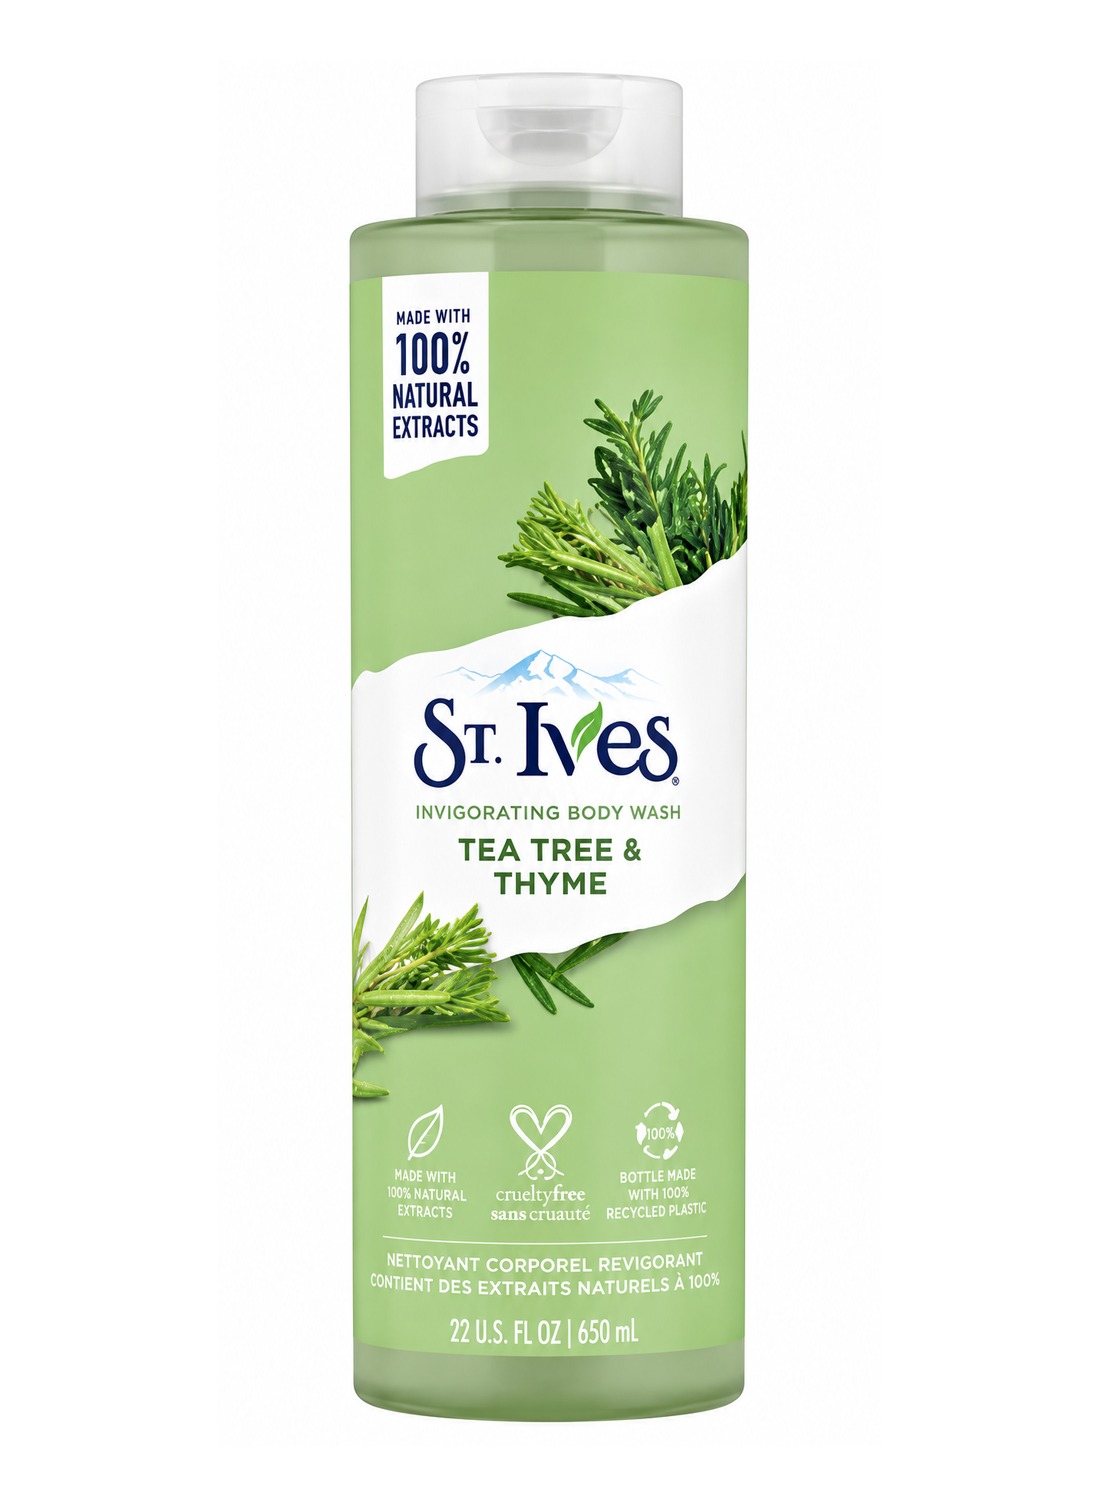 MADE WITH
100%
NATURAL
EXTRACTS
ST. Ives®
INVIGORATING BODY WASH
TEA TREE &
THYME
MADE WITH
100% NATURAL
EXTRACTS
crueltyfree
sans cruauté
100%
BOTTLE MADE
WITH 100%
RECYCLED PLASTIC
NETTOYANT CORPOREL REVIGORANT
CONTIENT DES EXTRAITS NATURELS À 100%
22 U.S. FL OZ | 650 mL